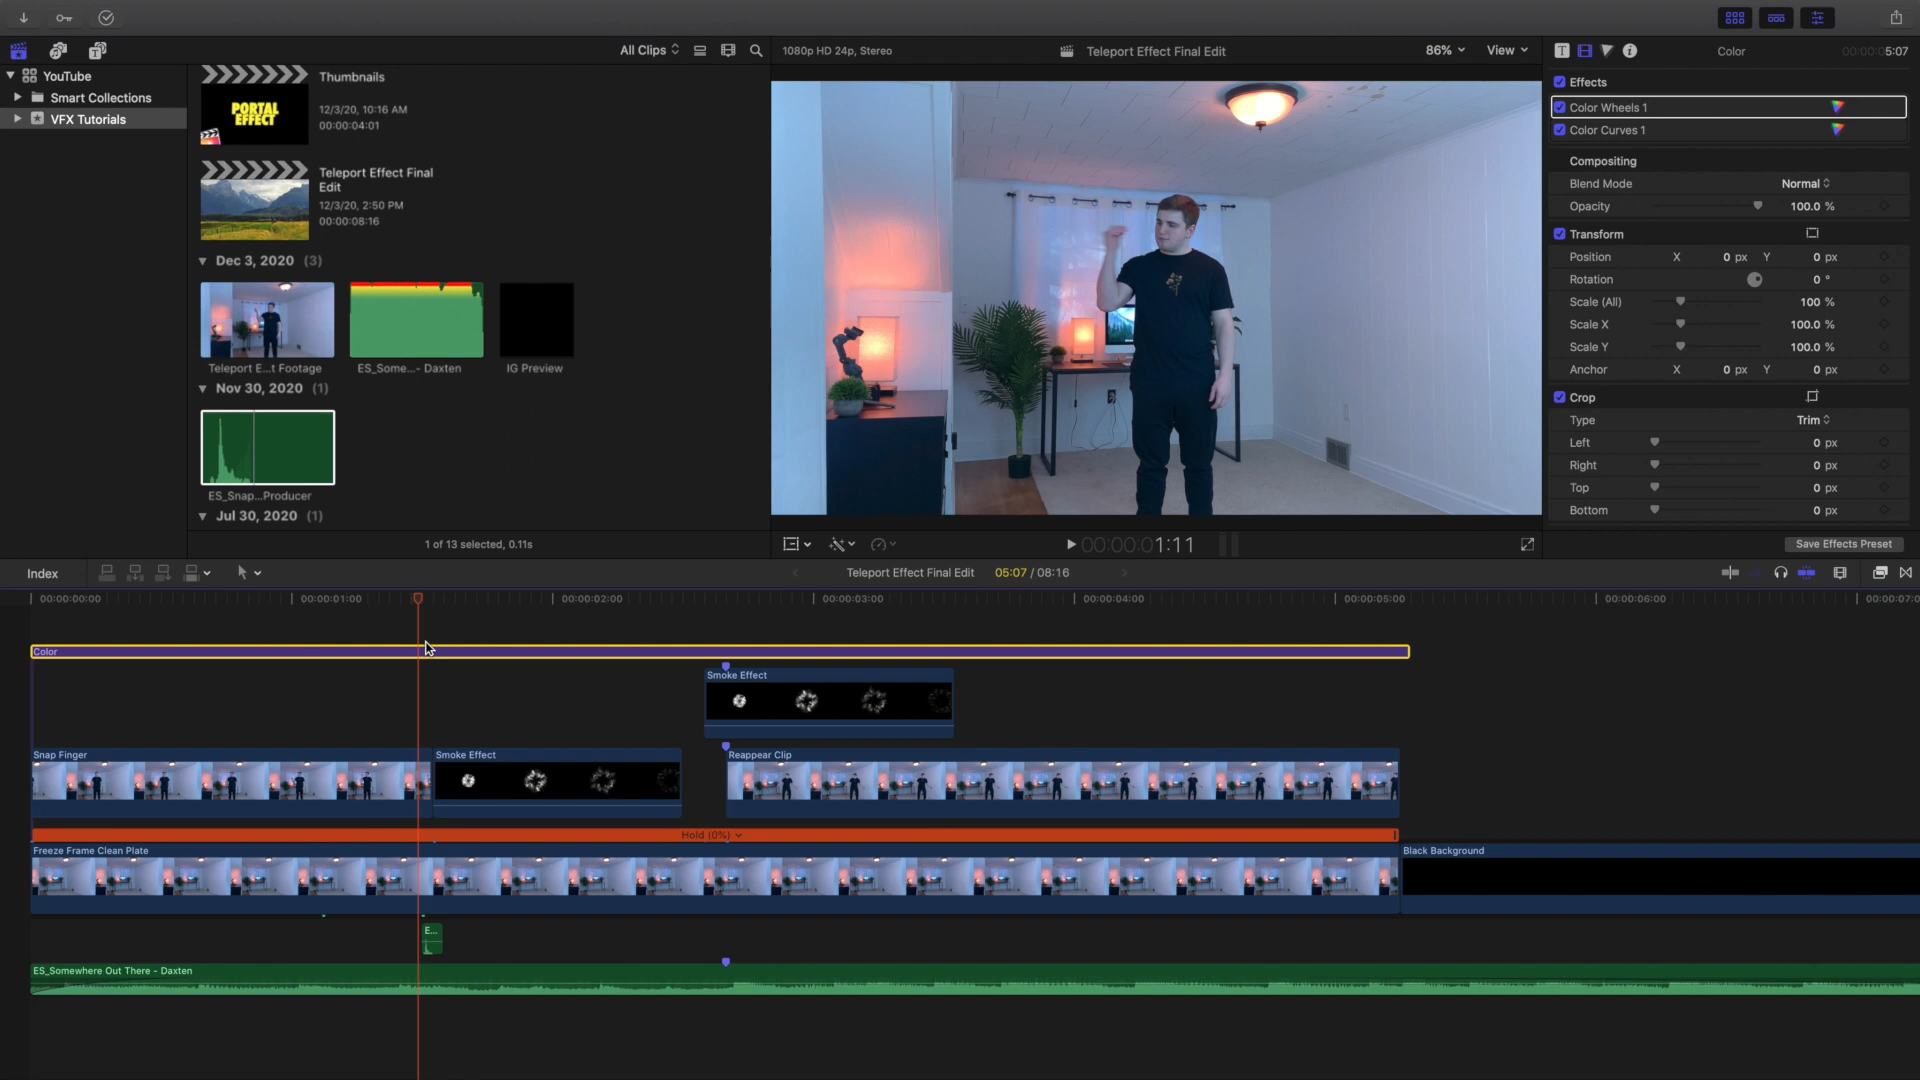 All Clips
1080p HD 24p, Stereo
Teleport Effect Final Edit
86%
View
Color
00:00:05:07
YouTube
Smart Collections
VFX Tutorials
Thumbnails
12/3/20, 10:16 AM
00:00:04:01
PORTAL
EFFECT
Teleport Effect Final
Edit
12/3/20, 2:50 PM
00:00:08:16
Dec 3, 2020 (3)
Teleport E...t Footage
ES_Some...- Daxten
IG Preview
Nov 30, 2020 (1)
ES_Snap...Producer
Jul 30, 2020 (1)
1 of 13 selected, 0.11s
00:00:01:11
Effects
Color Wheels 1
Color Curves 1
Compositing
Blend Mode Normal
Opacity 100.0 %
Transform
Position X 0 px Y 0 px
Rotation 0 °
Scale (All) 100 %
Scale X 100.0 %
Scale Y 100.0 %
Anchor X 0 px Y 0 px
Crop
Type Trim
Left 0 px
Right 0 px
Top 0 px
Bottom 0 px
Save Effects Preset
Index
Teleport Effect Final Edit 05:07 / 08:16
00:00:00:00 00:00:01:00 00:00:02:00 00:00:03:00 00:00:04:00 00:00:05:00 00:00:06:00 00:00:07:0
Color
Smoke Effect
Snap Finger
Smoke Effect
Reappear Clip
Hold (0%)
Freeze Frame Clean Plate
Black Background
E...
ES_Somewhere Out There - Daxten